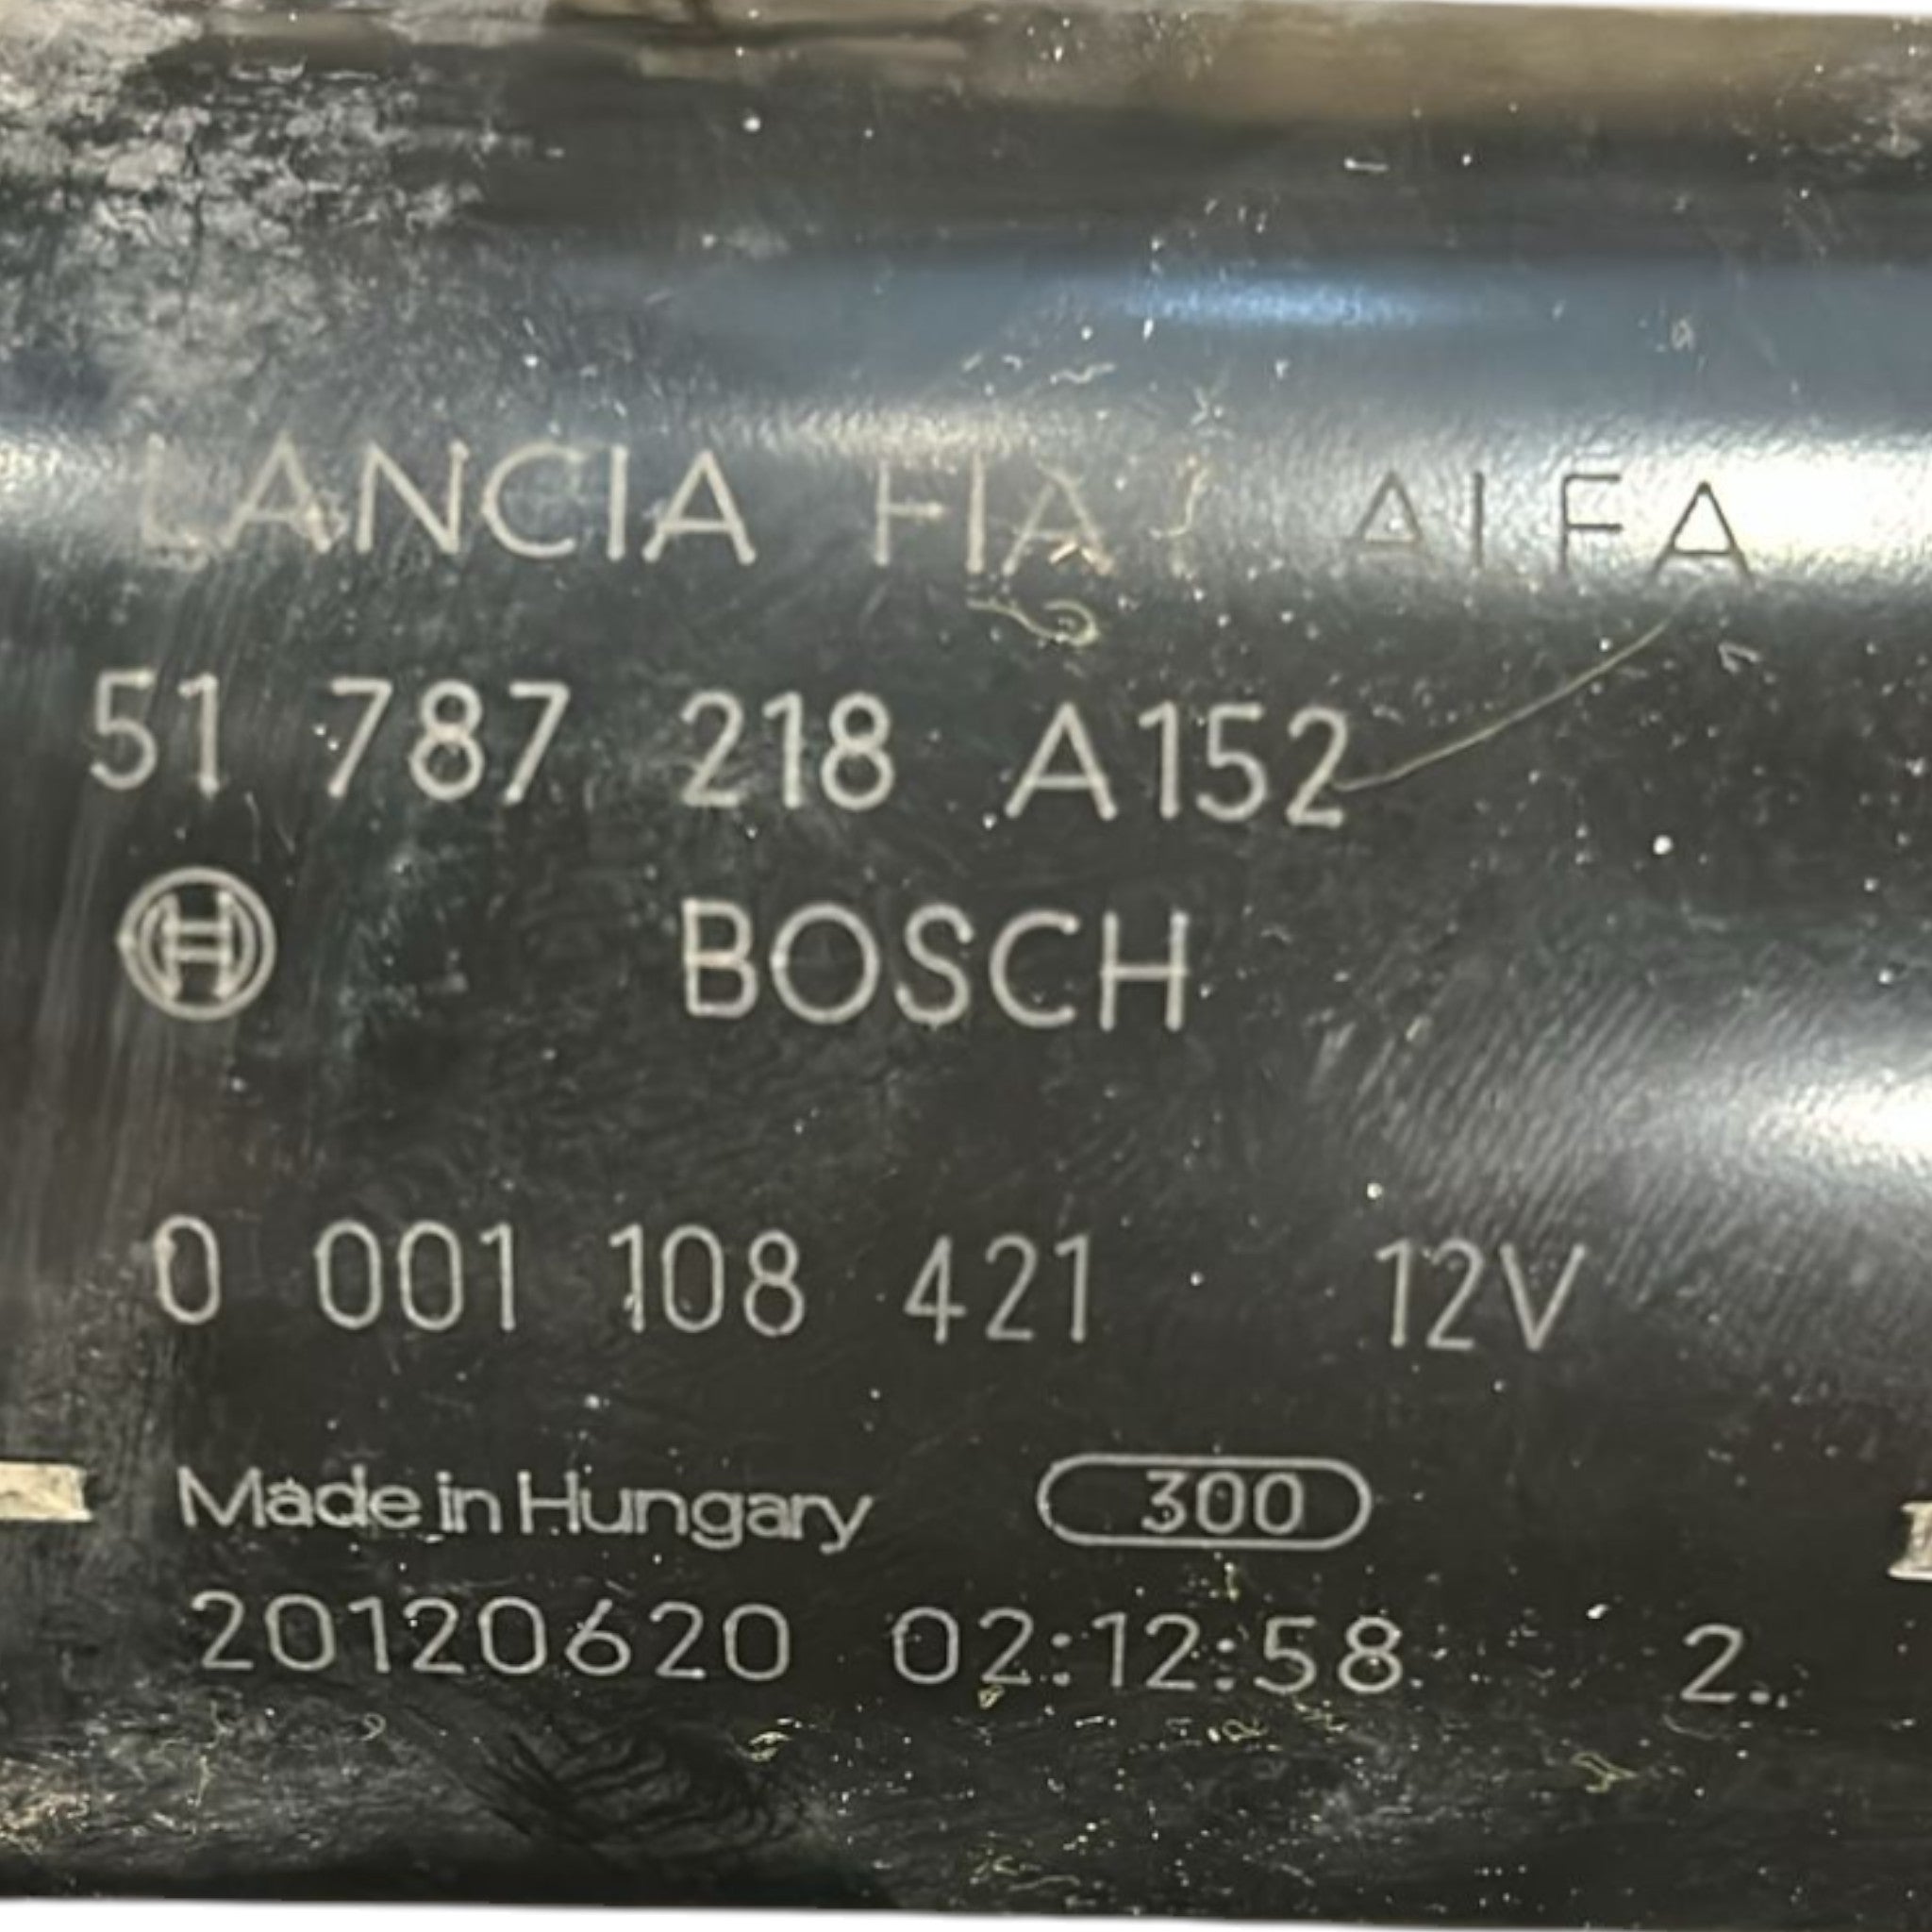 LANCIA FIAT ALFA
51 787 218 A152
BOSCH
0 001 108 421 12V
Made in Hungary 300
20120620 02:12:58 2.